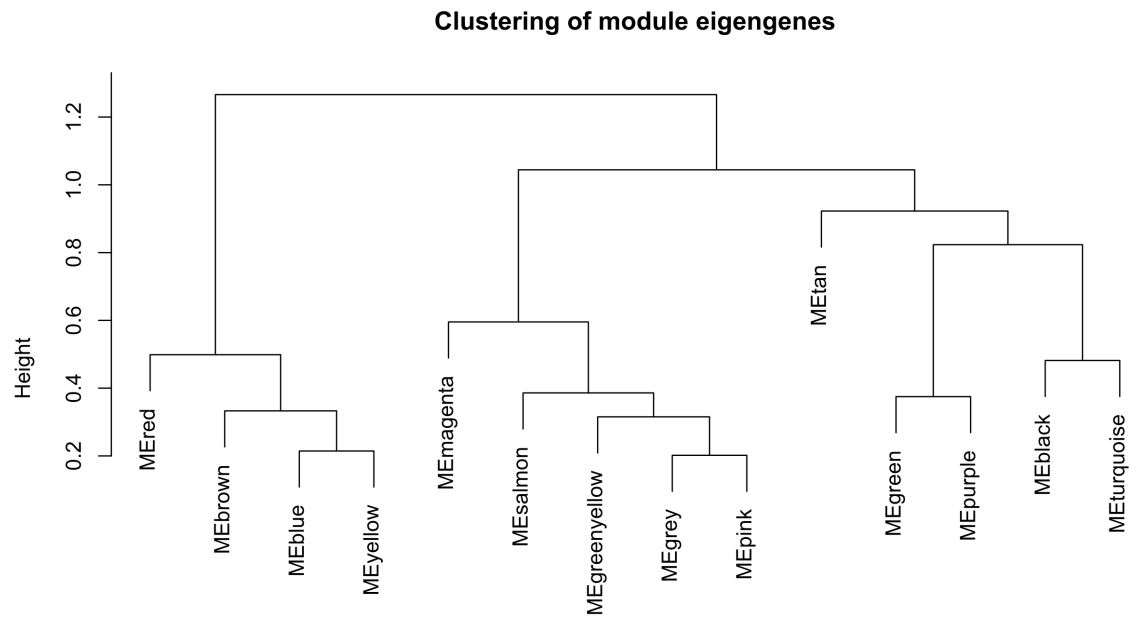 Clustering of module eigengenes
Height
1.2
1.0
0.8
0.6
0.4
0.2
MEred
MEbrown
MEblue
MEyellow
MEmagenta
MEsalmon
MEgreenyellow
MEgrey
MEpink
MEtan
MEgreen
MEpurple
MEblack
MEturquoise